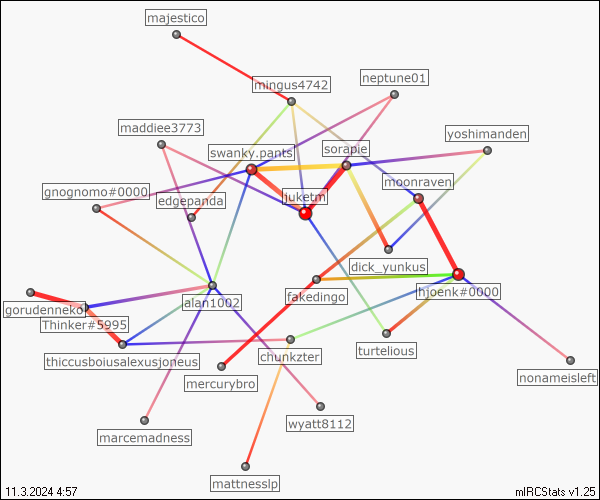 majestico
neptune01
mingus4742
maddiee3773
yoshimanden
swanky.pants
sorapie
moonraven
gnognomo#0000
edgepanda
juketm
dick_yunkus
hjoenk#0000
alan1002
fakedingo
gorudenneko
Thinker#5995
turtelious
chunkzter
thiccusboiusalexusjoneus
nonameisleft
mercurybro
wyatt8112
marcemadness
mattnesslp
11.3.2024 4:57
mIRCStats v1.25